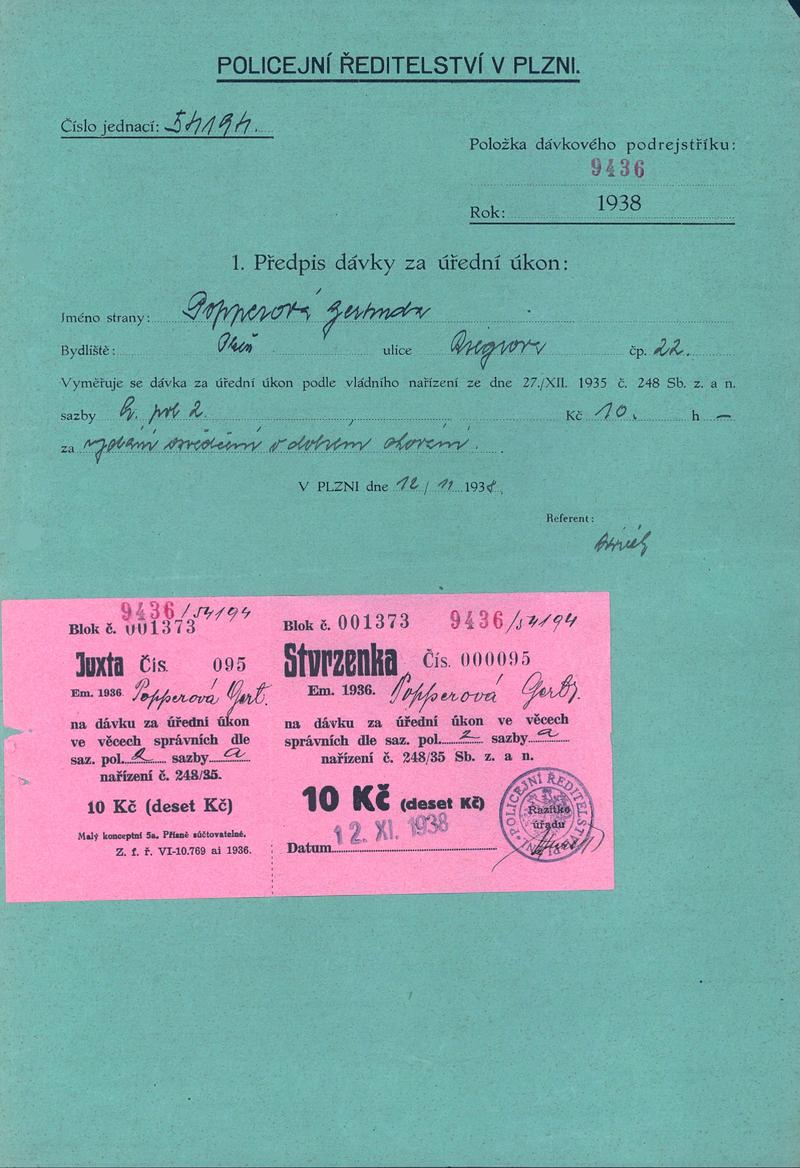 POLICEJNÍ ŘEDITELSTVÍ V PLZNI.
Číslo jednací: 54194.
Položka dávkového podrejstříku:
9436
Rok: 1938
1. Předpis dávky za úřední úkon:
Jméno strany: Popperová Gertruda
Bydliště: Plzeň ulice Riegrova čp. 22.
Vyměřuje se dávka za úřední úkon podle vládního nařízení ze dne 27./XII. 1935 č. 248 Sb. z. a n.
sazby pol 2. Kč 10. h —
za vydání osvědčení o dobrém chování.
V PLZNI dne 12/11 1938.
Referent:
9436/54194
Blok č. 001373
Juxta Čís. 095
Em. 1936. Popperová Gert.
na dávku za úřední úkon
ve věcech správních dle
saz. pol. 2 sazby a
nařízení č. 248/35.
10 Kč (deset Kč)
Malý konceptní 5a. Přísně súčtovatelné.
Z. f. ř. VI-10.769 ai 1936.
Blok č. 001373 9436/54194
Stvrzenka Čís. 000095
Em. 1936. Popperová Gertr.
na dávku za úřední úkon ve věcech
správních dle saz. pol. 2 sazby a
nařízení č. 248/35 Sb. z. a n.
10 Kč (deset Kč)
Datum 12. XI. 1938
POLICEJNÍ ŘEDITELSTVÍ V PLZNI
Razítko
úřadu